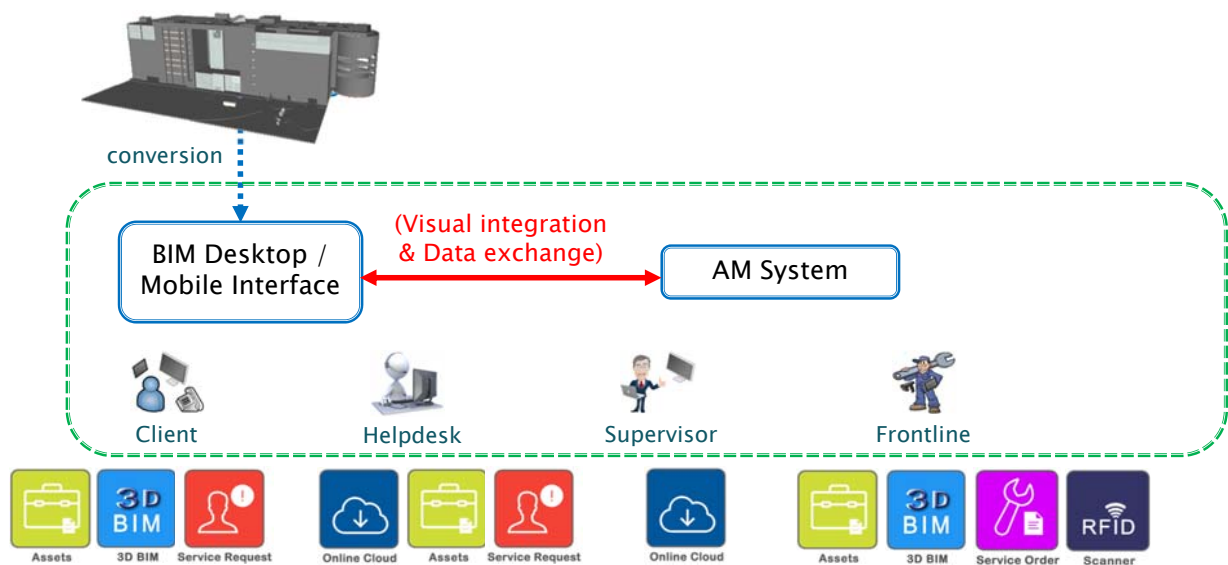 conversion
(Visual integration
& Data exchange)
BIM Desktop /
Mobile Interface
AM System
Client
Helpdesk
Supervisor
Frontline
3D
BIM
3D
BIM
RFID
Assets
3D BIM
Service Request
Online Cloud
Assets
Service Request
Online Cloud
Assets
3D BIM
Service Order
Scanner